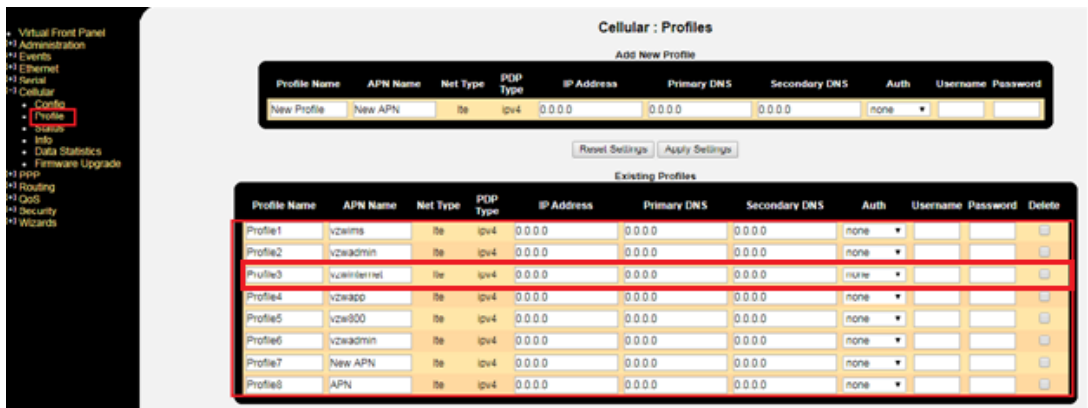 Virtual Front Panel
[+] Administration
[+] Events
[+] Ethernet
[+] Serial
[-] Cellular
Config
Profile
Status
Info
Data Statistics
Firmware Upgrade
[+] PPP
[+] Routing
[+] QoS
[+] Security
[+] Wizards
Cellular : Profiles
Add New Profile
Profile Name APN Name Net Type PDP Type IP Address Primary DNS Secondary DNS Auth Username Password
New Profile New APN lte ipv4 0.0.0.0 0.0.0.0 0.0.0.0 none
Reset Settings Apply Settings
Existing Profiles
Profile Name APN Name Net Type PDP Type IP Address Primary DNS Secondary DNS Auth Username Password Delete
Profile1 vzwims lte ipv4 0.0.0.0 0.0.0.0 0.0.0.0 none
Profile2 vzwadmin lte ipv4 0.0.0.0 0.0.0.0 0.0.0.0 none
Profile3 vzwinternet lte ipv4 0.0.0.0 0.0.0.0 0.0.0.0 none
Profile4 vzwapp lte ipv4 0.0.0.0 0.0.0.0 0.0.0.0 none
Profile5 vzw800 lte ipv4 0.0.0.0 0.0.0.0 0.0.0.0 none
Profile6 vzwadmin lte ipv4 0.0.0.0 0.0.0.0 0.0.0.0 none
Profile7 New APN lte ipv4 0.0.0.0 0.0.0.0 0.0.0.0 none
Profile8 APN lte ipv4 0.0.0.0 0.0.0.0 0.0.0.0 none